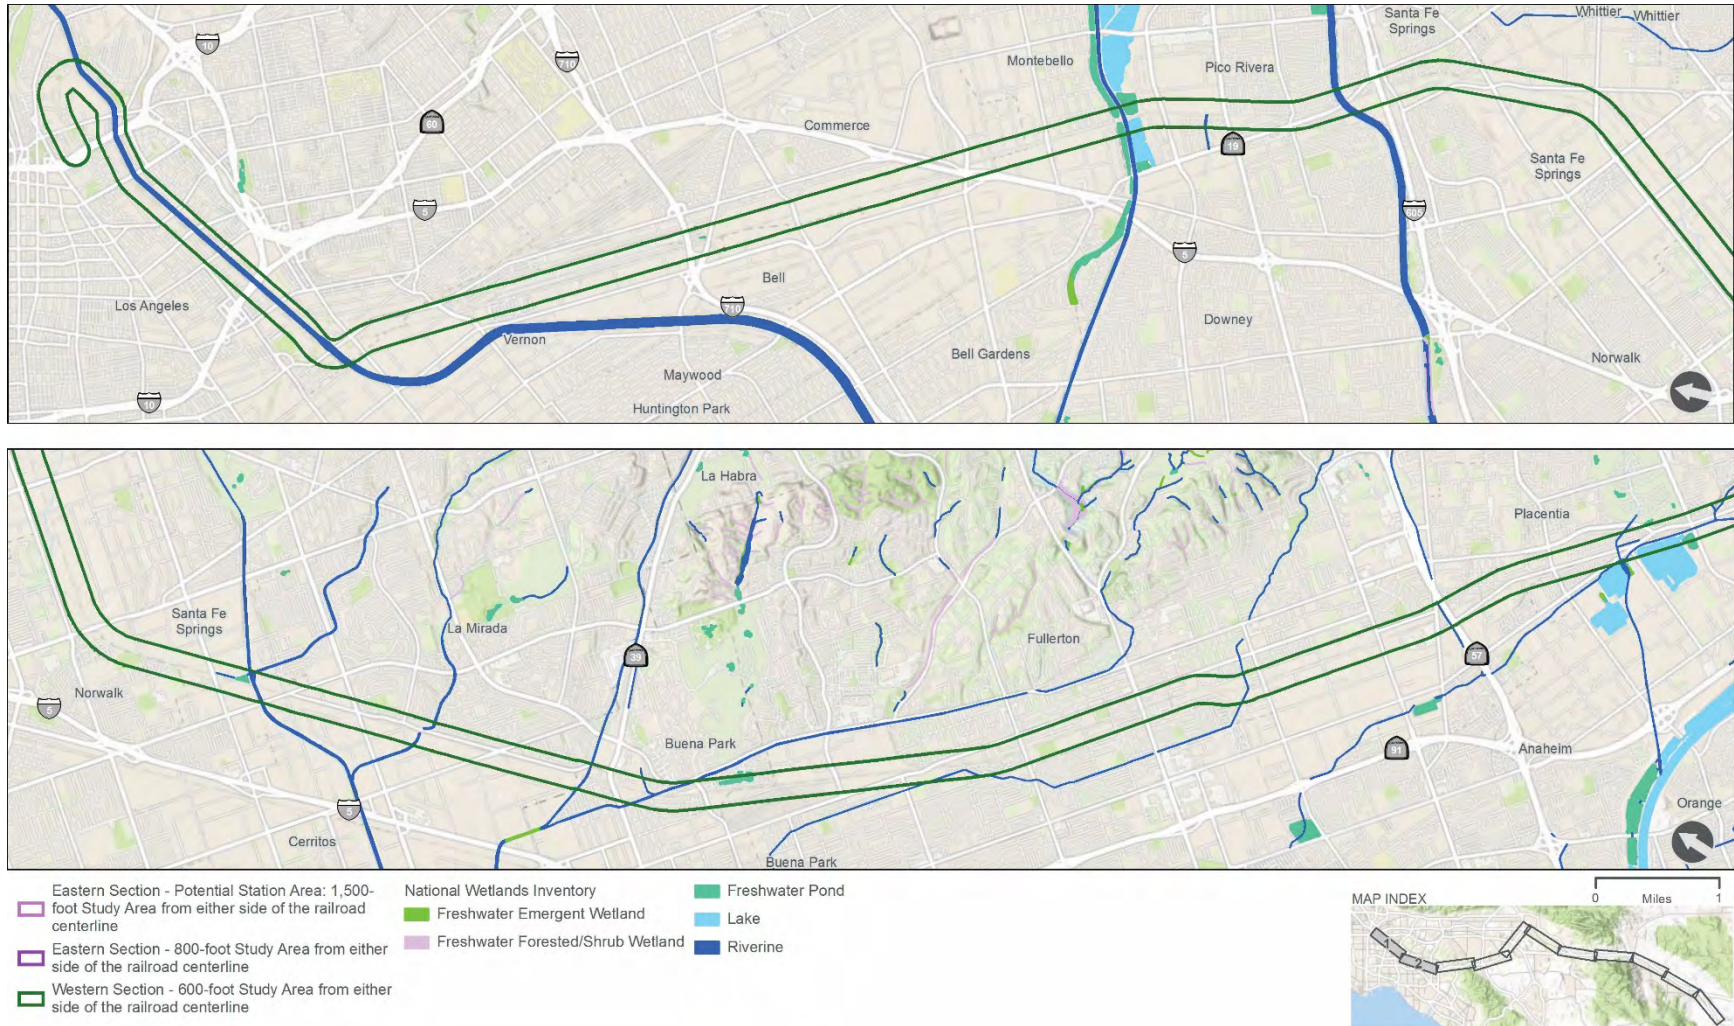 Santa Fe
Springs
Whittier
Whittier
10
710
Montebello
Pico Rivera
60
Commerce
19
Santa Fe
Springs
5
605
5
Bell
Los Angeles
710
Downey
Vernon
Bell Gardens
Norwalk
Maywood
10
Huntington Park
La Habra
Placentia
Santa Fe
Springs
La Mirada
Fullerton
39
57
Norwalk
5
Buena Park
91
Anaheim
5
Orange
Cerritos
Buena Park
Eastern Section - Potential Station Area: 1,500-
foot Study Area from either side of the railroad
centerline
Eastern Section - 800-foot Study Area from either
side of the railroad centerline
Western Section - 600-foot Study Area from either
side of the railroad centerline
National Wetlands Inventory
Freshwater Emergent Wetland
Freshwater Forested/Shrub Wetland
Freshwater Pond
Lake
Riverine
0 Miles 1
MAP INDEX
1
2